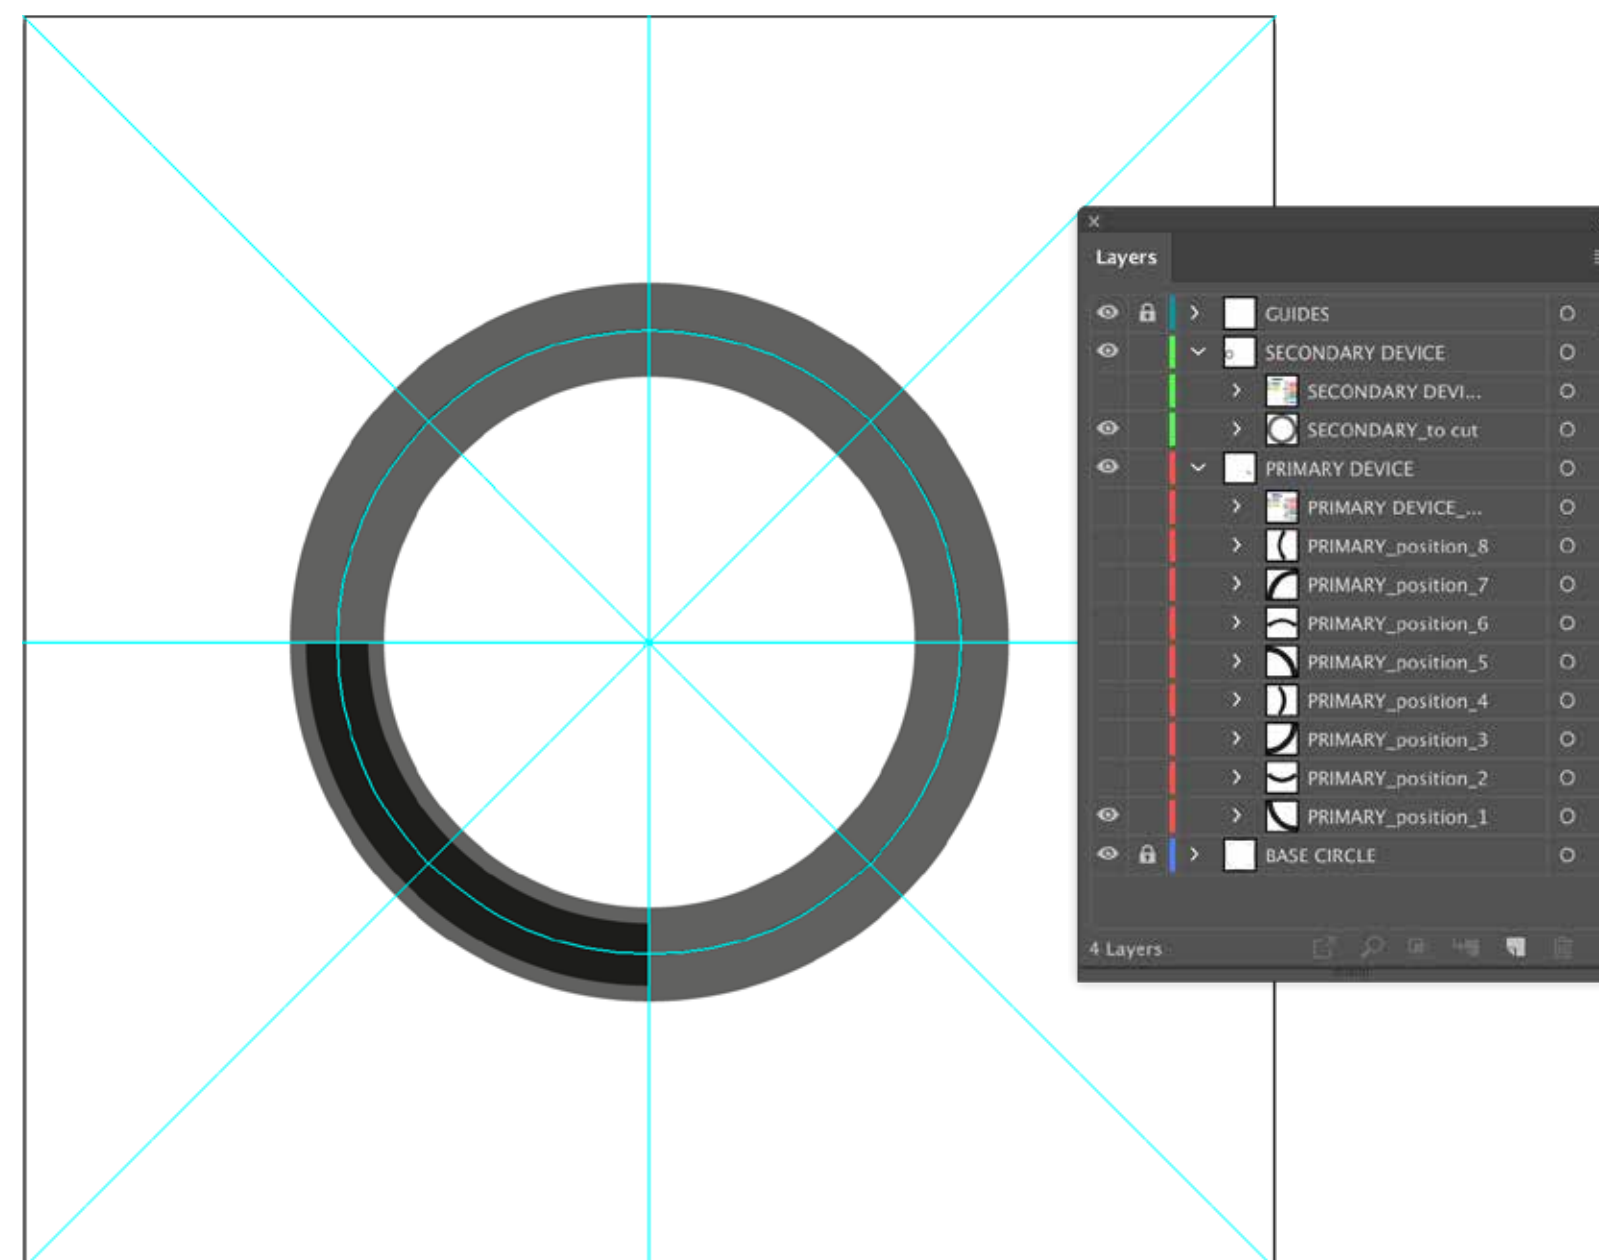 Layers
GUIDES
SECONDARY DEVICE
SECONDARY DEVI...
SECONDARY_to cut
PRIMARY DEVICE
PRIMARY DEVICE_...
PRIMARY_position_8
PRIMARY_position_7
PRIMARY_position_6
PRIMARY_position_5
PRIMARY_position_4
PRIMARY_position_3
PRIMARY_position_2
PRIMARY_position_1
BASE CIRCLE
4 Layers